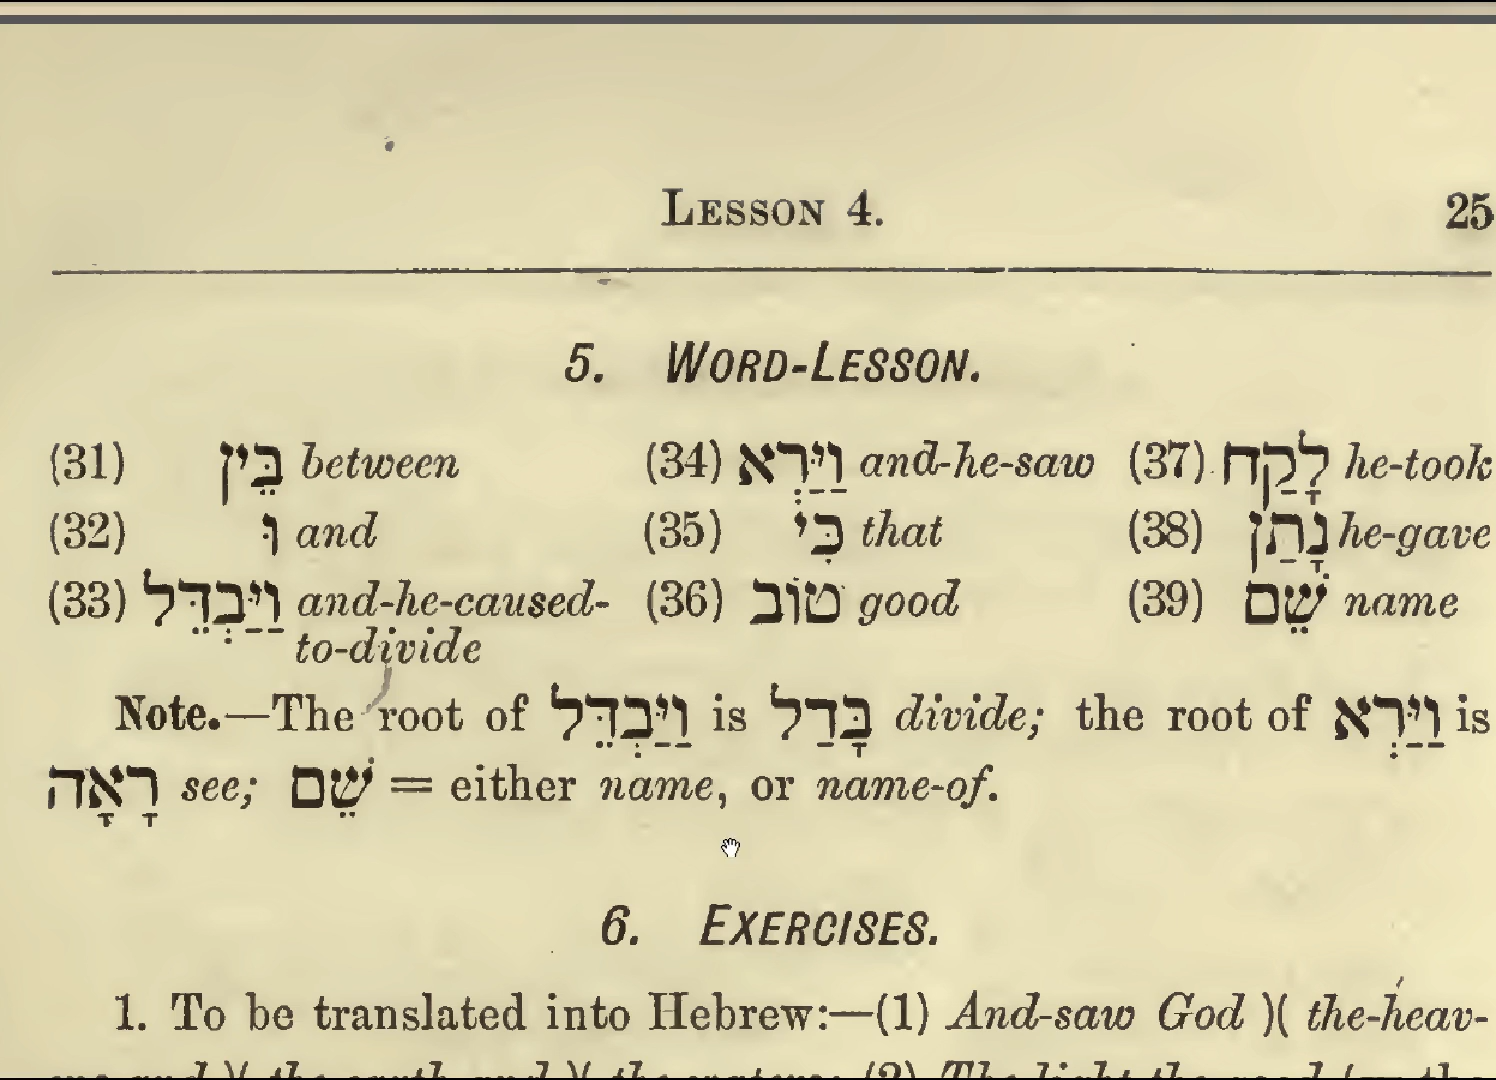 LESSON 4. 25
5. WORD-LESSON.
(31) בֵּין between (34) וַיַּרְא and-he-saw (37) לָקַח he-took
(32) וּ and (35) כִּי that (38) נָתַן he-gave
(33) וַיַּבְדֵּל and-he-caused- (36) טוֹב good (39) שֵׁם name
to-divide
Note.—The root of וַיַּבְדֵּל is בָּדַל divide; the root of וַיַּרְא is
רָאָה see; שֵׁם = either name, or name-of.
6. EXERCISES.
1. To be translated into Hebrew:—(1) And-saw God )( the-heav-